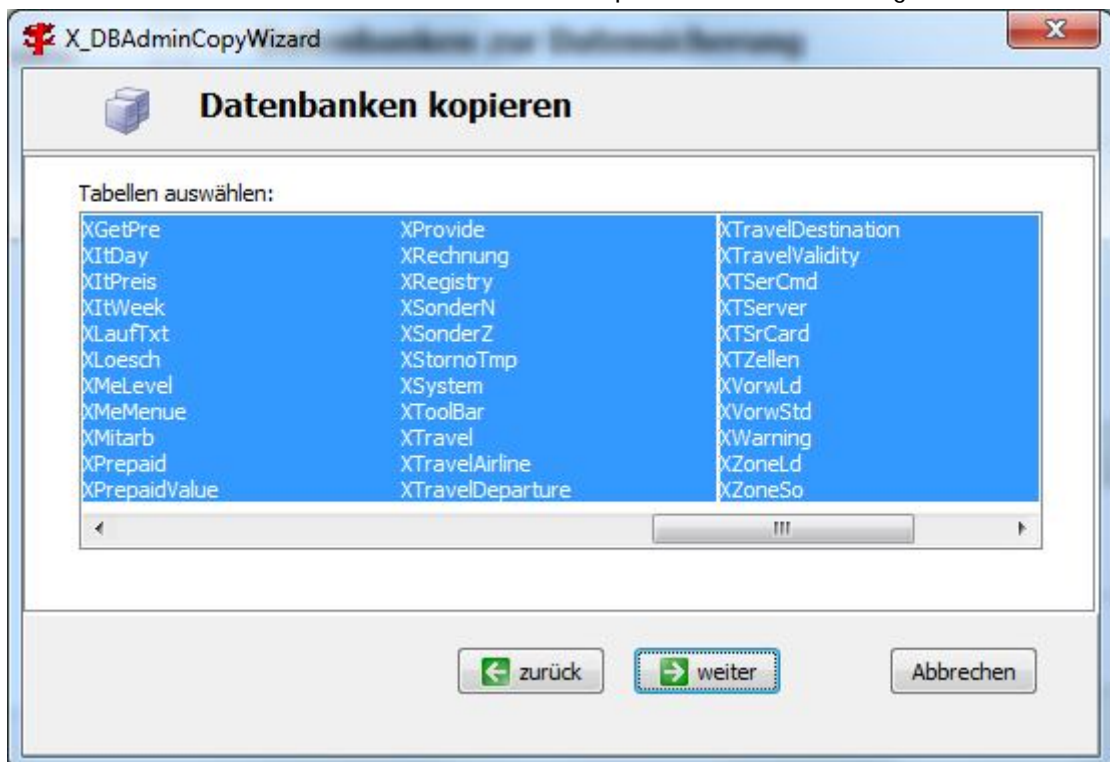 X_DBAdminCopyWizard
Datenbanken kopieren
Tabellen auswählen:
XGetPre XProvide XTravelDestination
XItDay XRechnung XTravelValidity
XItPreis XRegistry XTSerCmd
XItWeek XSonderN XTServer
XLaufTxt XSonderZ XTSrCard
XLoesch XStornoTmp XTZellen
XMeLevel XSystem XVorwLd
XMeMenue XToolBar XVorwStd
XMitarb XTravel XWarning
XPrepaid XTravelAirline XZoneLd
XPrepaidValue XTravelDeparture XZoneSo
zurück weiter Abbrechen